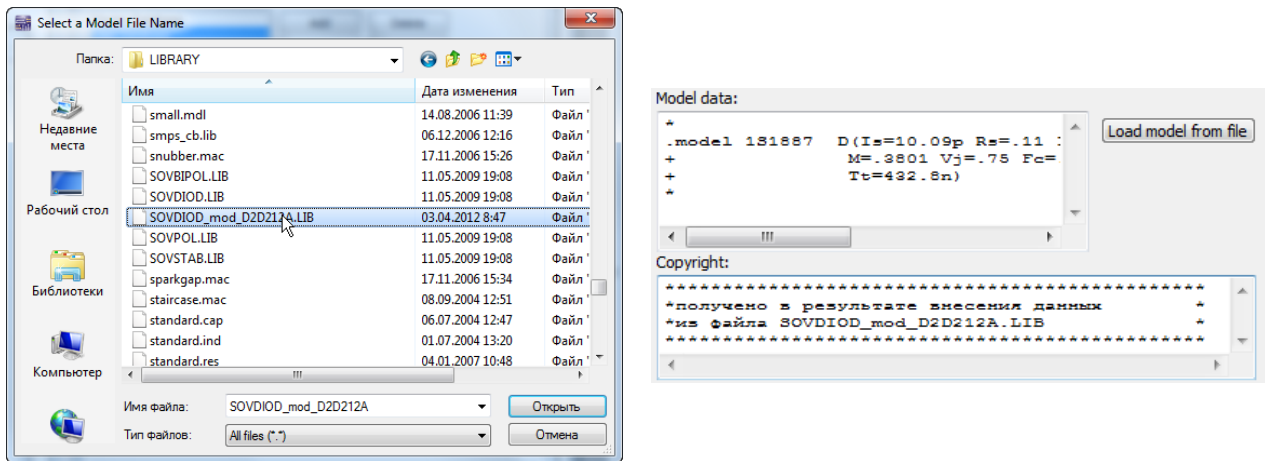 Select a Model File Name
Папка: LIBRARY
Имя Дата изменения Тип
small.mdl 14.08.2006 11:39 Файл "
smps_cb.lib 06.12.2006 12:16 Файл "
snubber.mac 17.11.2006 15:26 Файл "
SOVBIPOL.LIB 11.05.2009 19:08 Файл "
SOVDIOD.LIB 11.05.2009 19:08 Файл "
SOVDIOD_mod_D2D212A.LIB 03.04.2012 8:47 Файл "
SOVPOL.LIB 11.05.2009 19:08 Файл "
SOVSTAB.LIB 11.05.2009 19:08 Файл "
sparkgap.mac 17.11.2006 15:34 Файл "
staircase.mac 08.09.2004 12:51 Файл "
standard.cap 06.07.2004 12:47 Файл "
standard.ind 01.07.2004 13:20 Файл "
standard.res 04.01.2007 10:48 Файл "
Недавние
места
Рабочий стол
Библиотеки
Компьютер
Имя файла: SOVDIOD_mod_D2D212A Открыть
Тип файлов: All files (*.*) Отмена
Model data:
*
.model 1S1887 D(Is=10.09p Rs=.11
+ M=.3801 Vj=.75 Fc=
+ Tt=432.8n)
*
Load model from file
Copyright:
*************************************************
*получено в результате внесения данных *
*из файла SOVDIOD_mod_D2D212A.LIB *
*************************************************